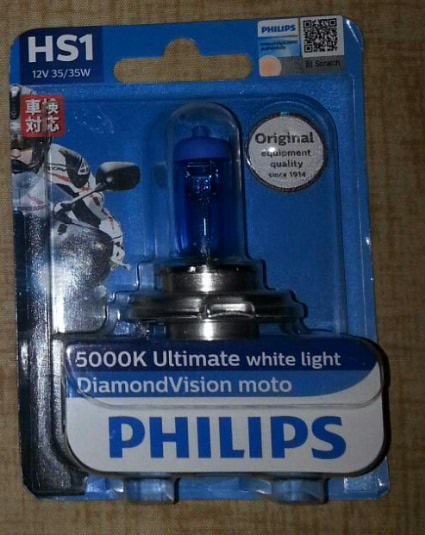 HS1
12V 35/35W
PHILIPS
Scratch
車検
対応
Original
equipment
quality
since 1914
5000K Ultimate white light
DiamondVision moto
PHILIPS